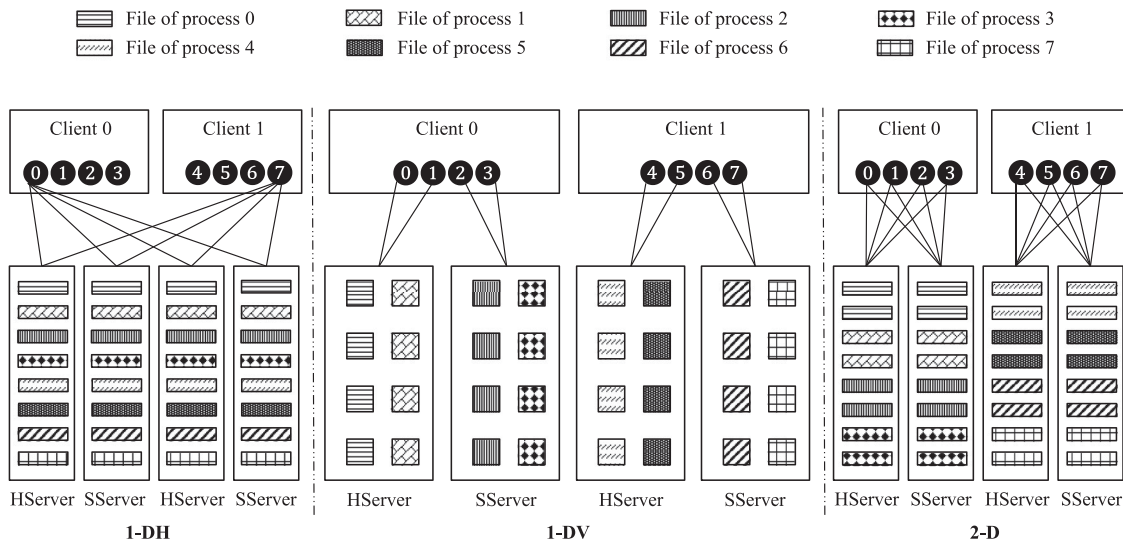 File of process 0 File of process 1 File of process 2 File of process 3
File of process 4 File of process 5 File of process 6 File of process 7
Client 0 Client 1 Client 0 Client 1 Client 0 Client 1
0 1 2 3 4 5 6 7 0 1 2 3 4 5 6 7 0 1 2 3 4 5 6 7
HServer SServer HServer SServer HServer SServer HServer SServer HServer SServer HServer SServer
1-DH 1-DV 2-D